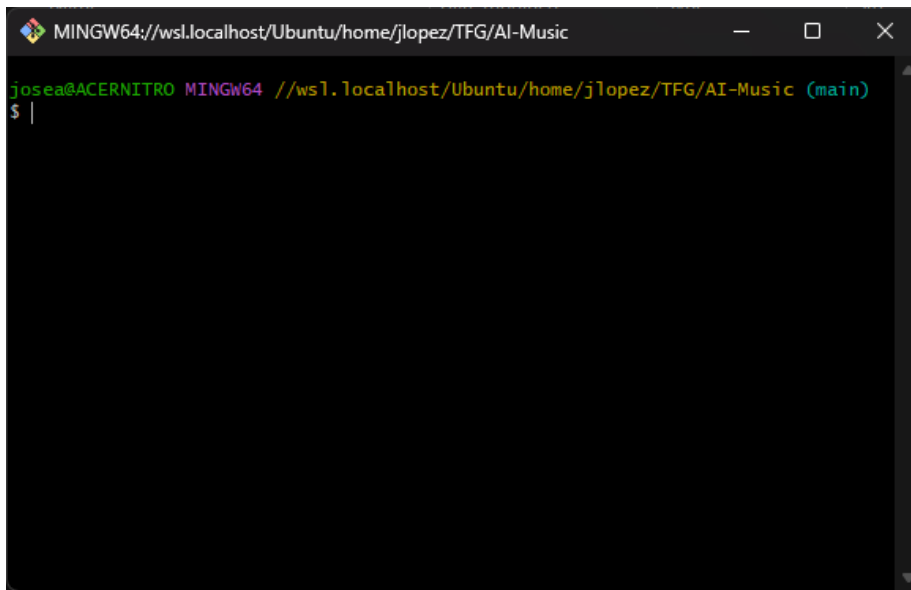 MINGW64://wsl.localhost/Ubuntu/home/jlopez/TFG/AI-Music
josea@ACERNITRO MINGW64 //wsl.localhost/Ubuntu/home/jlopez/TFG/AI-Music (main)
$